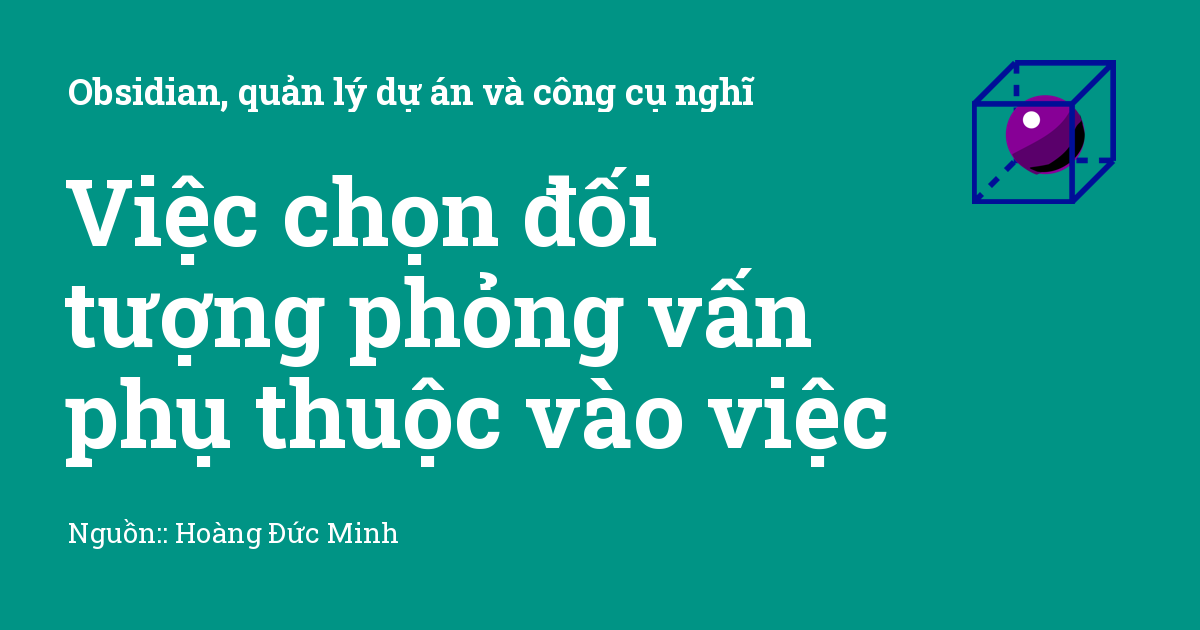 Obsidian, quản lý dự án và công cụ nghĩ
Việc chọn đối
tượng phỏng vấn
phụ thuộc vào việc
Nguồn:: Hoàng Đức Minh